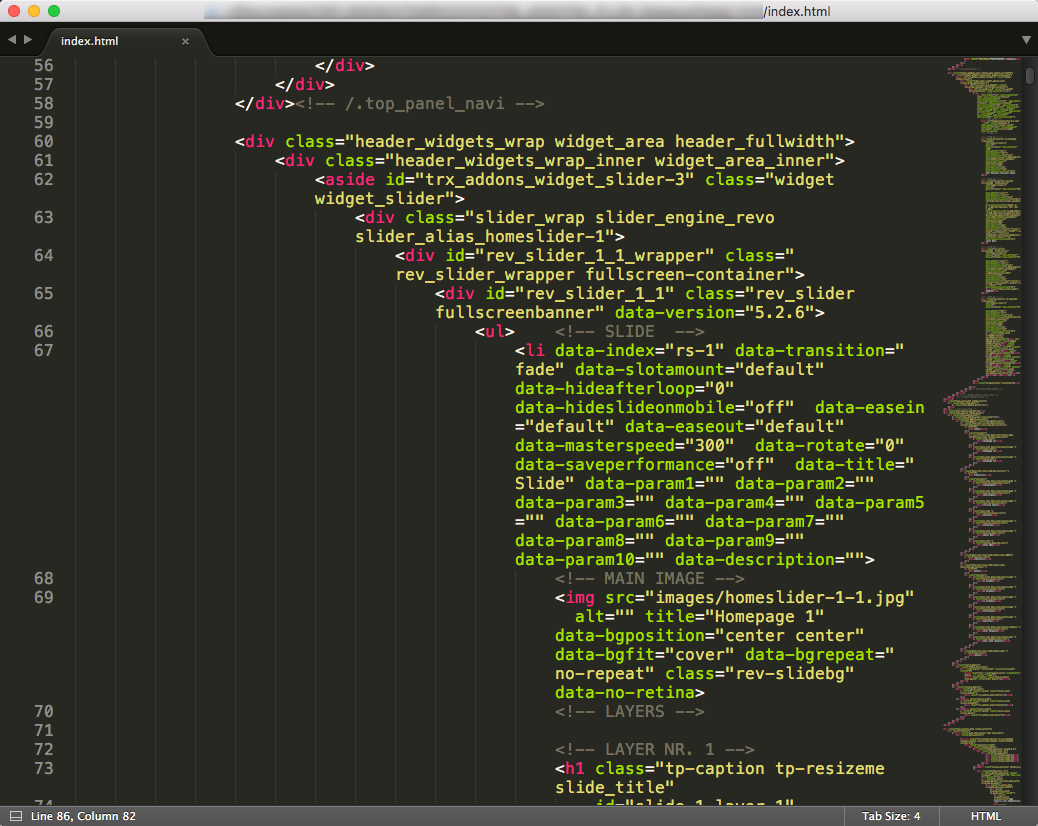 /index.html
index.html ×
56 </div>
57 </div>
58 </div><!-- /.top_panel_navi -->
59
60 <div class="header_widgets_wrap widget_area header_fullwidth">
61 <div class="header_widgets_wrap_inner widget_area_inner">
62 <aside id="trx_addons_widget_slider-3" class="widget
widget_slider">
63 <div class="slider_wrap slider_engine_revo
slider_alias_homeslider-1">
64 <div id="rev_slider_1_1_wrapper" class="
rev_slider_wrapper fullscreen-container">
65 <div id="rev_slider_1_1" class="rev_slider
fullscreenbanner" data-version="5.2.6">
66 <ul> <!-- SLIDE -->
67 <li data-index="rs-1" data-transition="
fade" data-slotamount="default"
data-hideafterloop="0"
data-hideslideonmobile="off" data-easein
="default" data-easeout="default"
data-masterspeed="300" data-rotate="0"
data-saveperformance="off" data-title="
Slide" data-param1="" data-param2=""
data-param3="" data-param4="" data-param5
="" data-param6="" data-param7=""
data-param8="" data-param9=""
data-param10="" data-description="">
68 <!-- MAIN IMAGE -->
69 <img src="images/homeslider-1-1.jpg"
alt="" title="Homepage 1"
data-bgposition="center center"
data-bgfit="cover" data-bgrepeat="
no-repeat" class="rev-slidebg"
data-no-retina>
70 <!-- LAYERS -->
71
72 <!-- LAYER NR. 1 -->
73 <h1 class="tp-caption tp-resizeme
slide_title"
74 id="slide-1-layer-1"
Line 86, Column 82 Tab Size: 4 HTML